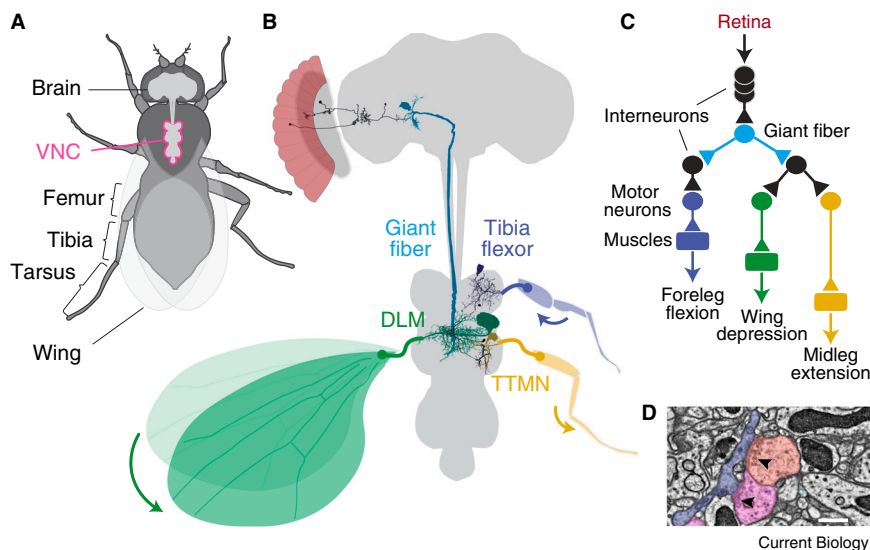 A
Brain
VNC
Femur
Tibia
Tarsus
Wing
B
Giant
fiber
Tibia
flexor
DLM
TTMN
C
Retina
Interneurons
Giant fiber
Motor
neurons
Muscles
Foreleg
flexion
Wing
depression
Midleg
extension
D
Current Biology